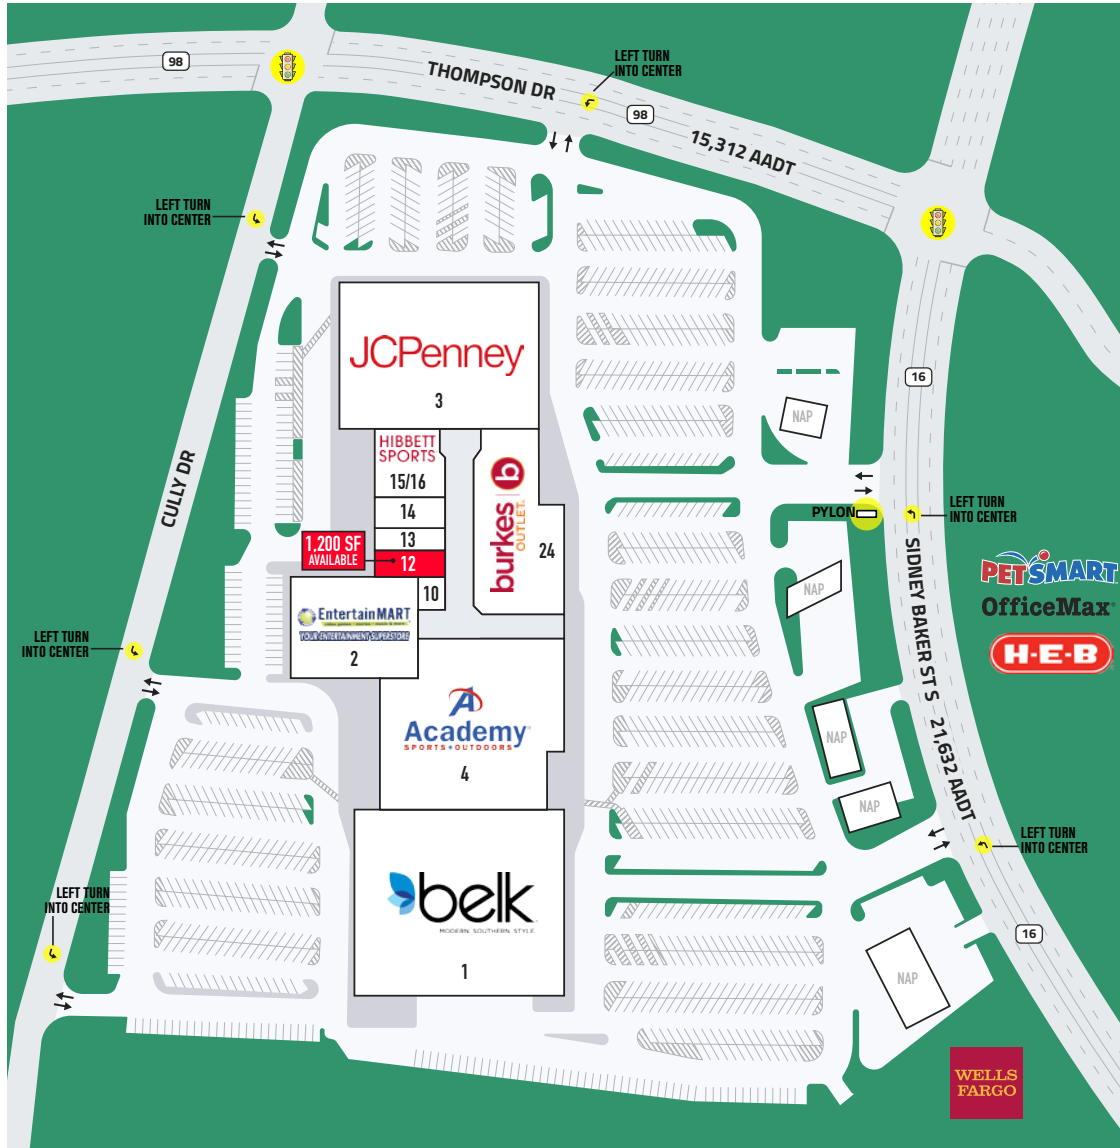 98
THOMPSON DR
LEFT TURN
INTO CENTER
98
15,312 AADT
LEFT TURN
INTO CENTER
JCPenney
3
16
NAP
HIBBETT
SPORTS
15/16
14
13
12
10
1,200 SF
AVAILABLE
burkes b
OUTLET.
24
CULLY DR
PYLON
LEFT TURN
INTO CENTER
NAP
SIDNEY BAKER ST S 21,632 AADT
PETSMART
OfficeMax
H-E-B
EntertainMART
YOUR ENTERTAINMENT SUPERSTORE
2
LEFT TURN
INTO CENTER
Academy
SPORTS + OUTDOORS
4
NAP
NAP
LEFT TURN
INTO CENTER
belk
MODERN. SOUTHERN. STYLE.
1
LEFT TURN
INTO CENTER
16
NAP
WELLS
FARGO